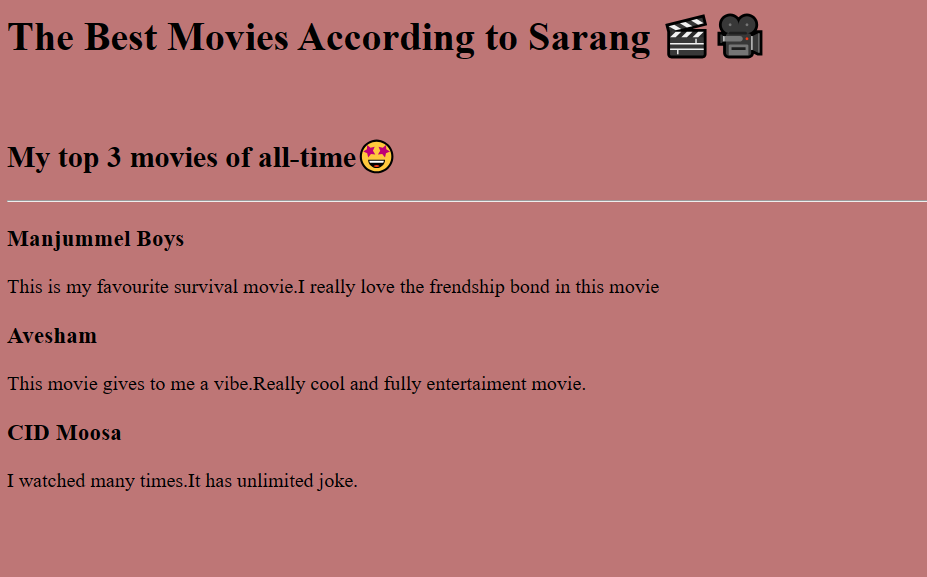 The Best Movies According to Sarang 🎬🎥
My top 3 movies of all-time🤩
Manjummel Boys
This is my favourite survival movie.I really love the frendship bond in this movie
Avesham
This movie gives to me a vibe.Really cool and fully entertaiment movie.
CID Moosa
I watched many times.It has unlimited joke.